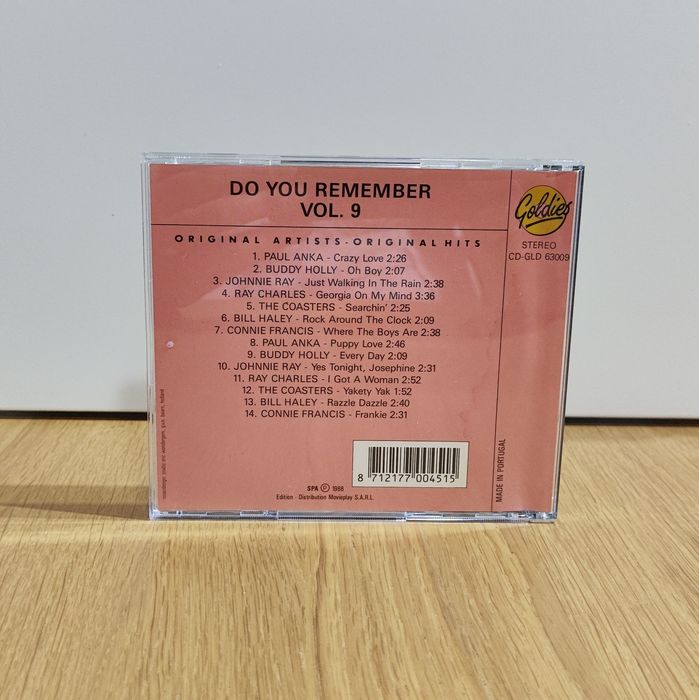 DO YOU REMEMBER
VOL. 9
ORIGINAL ARTISTS - ORIGINAL HITS
1. PAUL ANKA - Crazy Love 2:26
2. BUDDY HOLLY - Oh Boy 2:07
3. JOHNNIE RAY - Just Walking In The Rain 2:38
4. RAY CHARLES - Georgia On My Mind 3:36
5. THE COASTERS - Searchin' 2:25
6. BILL HALEY - Rock Around The Clock 2:09
7. CONNIE FRANCIS - Where The Boys Are 2:38
8. PAUL ANKA - Puppy Love 2:46
9. BUDDY HOLLY - Every Day 2:09
10. JOHNNIE RAY - Yes Tonight, Josephine 2:31
11. RAY CHARLES - I Got A Woman 2:52
12. THE COASTERS - Yakety Yak 1:52
13. BILL HALEY - Razzle Dazzle 2:40
14. CONNIE FRANCIS - Frankie 2:31
8 712177 004515
SPA Ⓟ 1988
Edition - Distribution Movieplay S.A.R.L.
Goldies
STEREO
CD-GLD 63009
MADE IN PORTUGAL